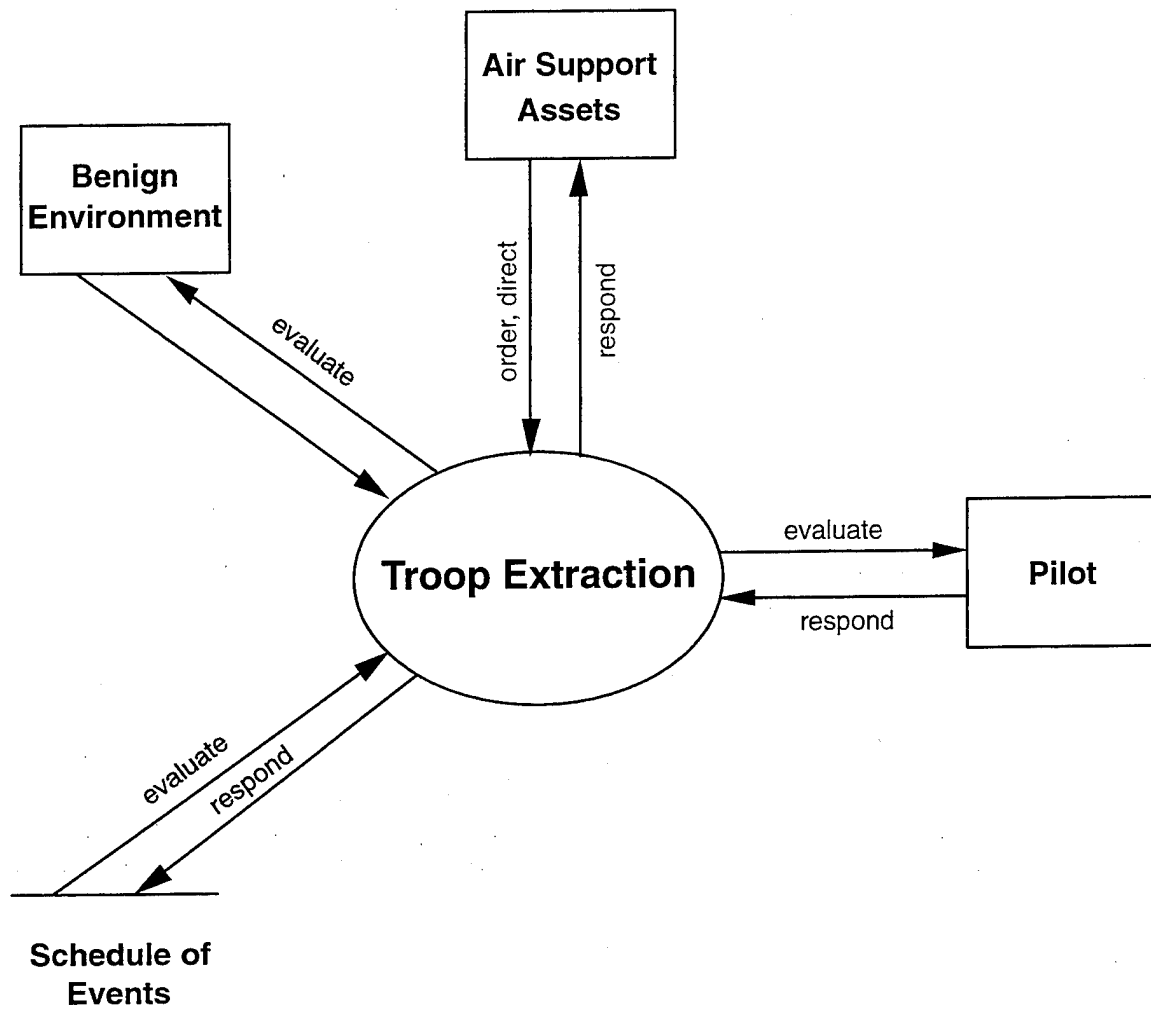 Air Support
Assets
Benign
Environment
order, direct
respond
evaluate
Troop Extraction
evaluate
respond
Pilot
evaluate
respond
Schedule of
Events